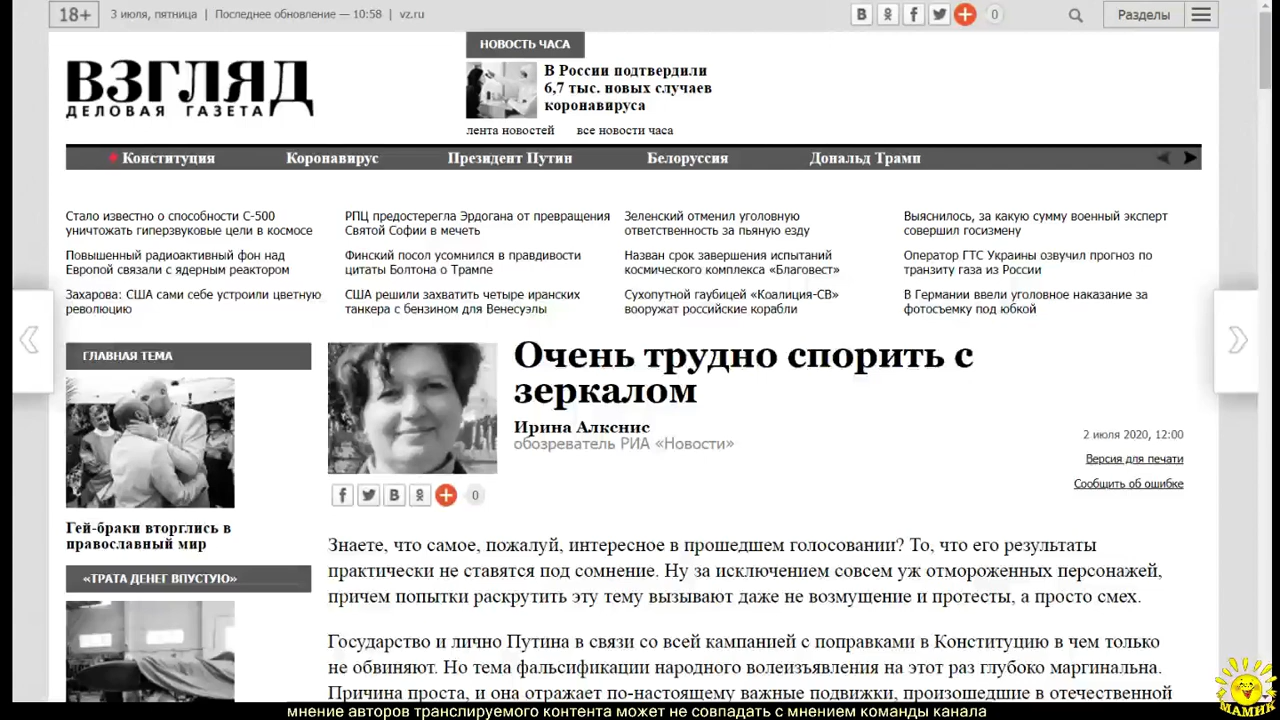 18+
3 июля, пятница | Последнее обновление — 10:58 | vz.ru
0
Разделы
НОВОСТЬ ЧАСА
ВЗГЛЯД
ДЕЛОВАЯ ГАЗЕТА
В России подтвердили
6,7 тыс. новых случаев
коронавируса
лента новостей все новости часа
Конституция Коронавирус Президент Путин Белоруссия Дональд Трамп
Стало известно о способности С-500
уничтожать гиперзвуковые цели в космосе
Повышенный радиоактивный фон над
Европой связали с ядерным реактором
Захарова: США сами себе устроили цветную
революцию
РПЦ предостерегла Эрдогана от превращения
Святой Софии в мечеть
Финский посол усомнился в правдивости
цитаты Болтона о Трампе
США решили захватить четыре иранских
танкера с бензином для Венесуэлы
Зеленский отменил уголовную
ответственность за пьяную езду
Назван срок завершения испытаний
космического комплекса «Благовест»
Сухопутной гаубицей «Коалиция-СВ»
вооружат российские корабли
Выяснилось, за какую сумму военный эксперт
совершил госизмену
Оператор ГТС Украины озвучил прогноз по
транзиту газа из России
В Германии ввели уголовное наказание за
фотосъемку под юбкой
ГЛАВНАЯ ТЕМА
Гей-браки вторглись в
православный мир
«ТРАТА ДЕНЕГ ВПУСТУЮ»
Очень трудно спорить с
зеркалом
Ирина Алкснис
обозреватель РИА «Новости»
2 июля 2020, 12:00
Версия для печати
Сообщить об ошибке
0
Знаете, что самое, пожалуй, интересное в прошедшем голосовании? То, что его результаты
практически не ставятся под сомнение. Ну за исключением совсем уж отмороженных персонажей,
причем попытки раскрутить эту тему вызывают даже не возмущение и протесты, а просто смех.
Государство и лично Путина в связи со всей кампанией с поправками в Конституцию в чем только
не обвиняют. Но тема фальсификации народного волеизъявления на этот раз глубоко маргинальна.
Причина проста, и она отражает по-настоящему важные подвижки, произошедшие в отечественной
МАМИК
мнение авторов транслируемого контента может не совпадать с мнением команды канала